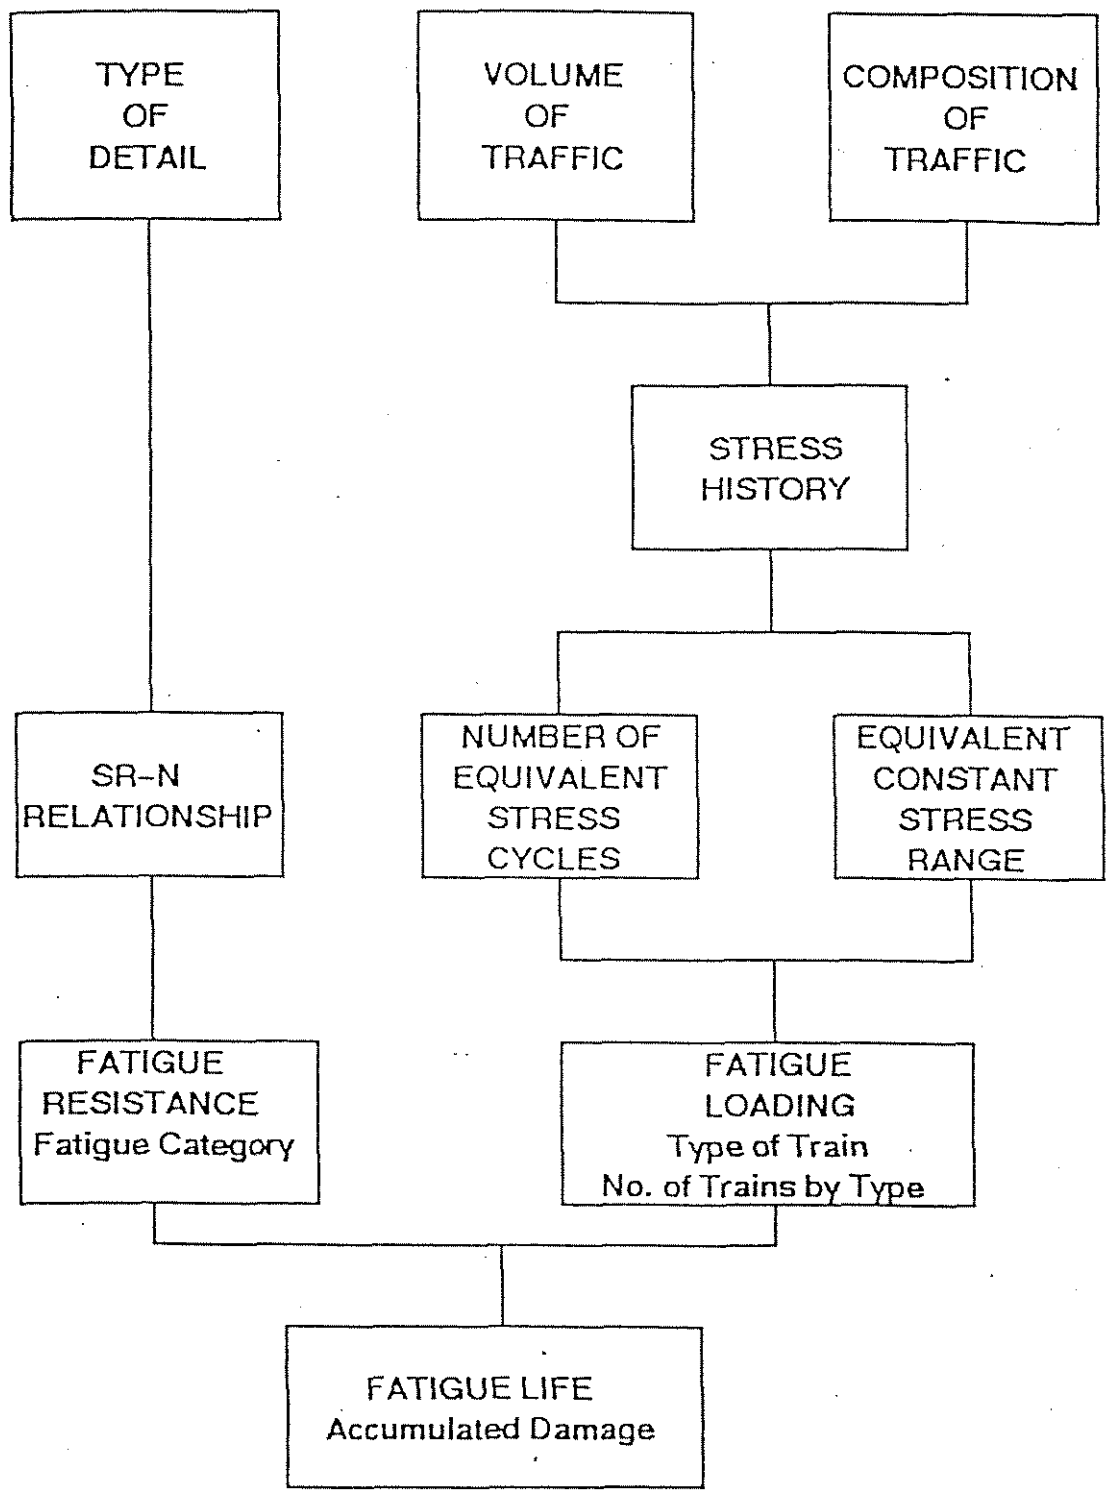 TYPE
OF
DETAIL
VOLUME
OF
TRAFFIC
COMPOSITION
OF
TRAFFIC
STRESS
HISTORY
SR-N
RELATIONSHIP
NUMBER OF
EQUIVALENT
STRESS
CYCLES
EQUIVALENT
CONSTANT
STRESS
RANGE
FATIGUE
RESISTANCE
Fatigue Category
FATIGUE
LOADING
Type of Train
No. of Trains by Type
FATIGUE LIFE
Accumulated Damage